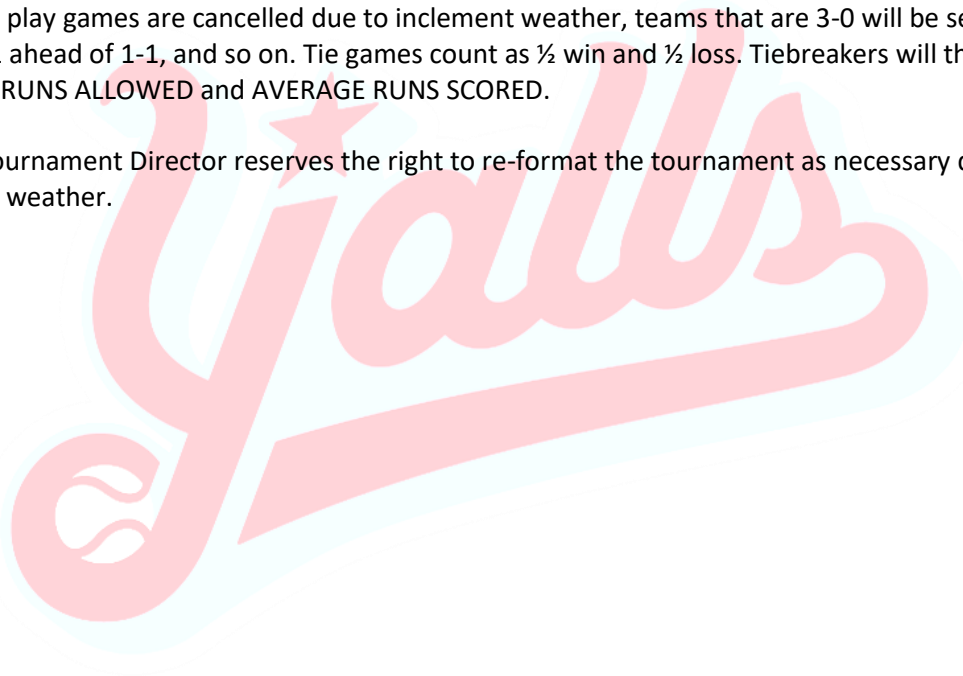 play games are cancelled due to inclement weather, teams that are 3-0 will be se
ahead of 1-1, and so on. Tie games count as ½ win and ½ loss. Tiebreakers will th
RUNS ALLOWED and AVERAGE RUNS SCORED.
ournament Director reserves the right to re-format the tournament as necessary
weather.
yalls